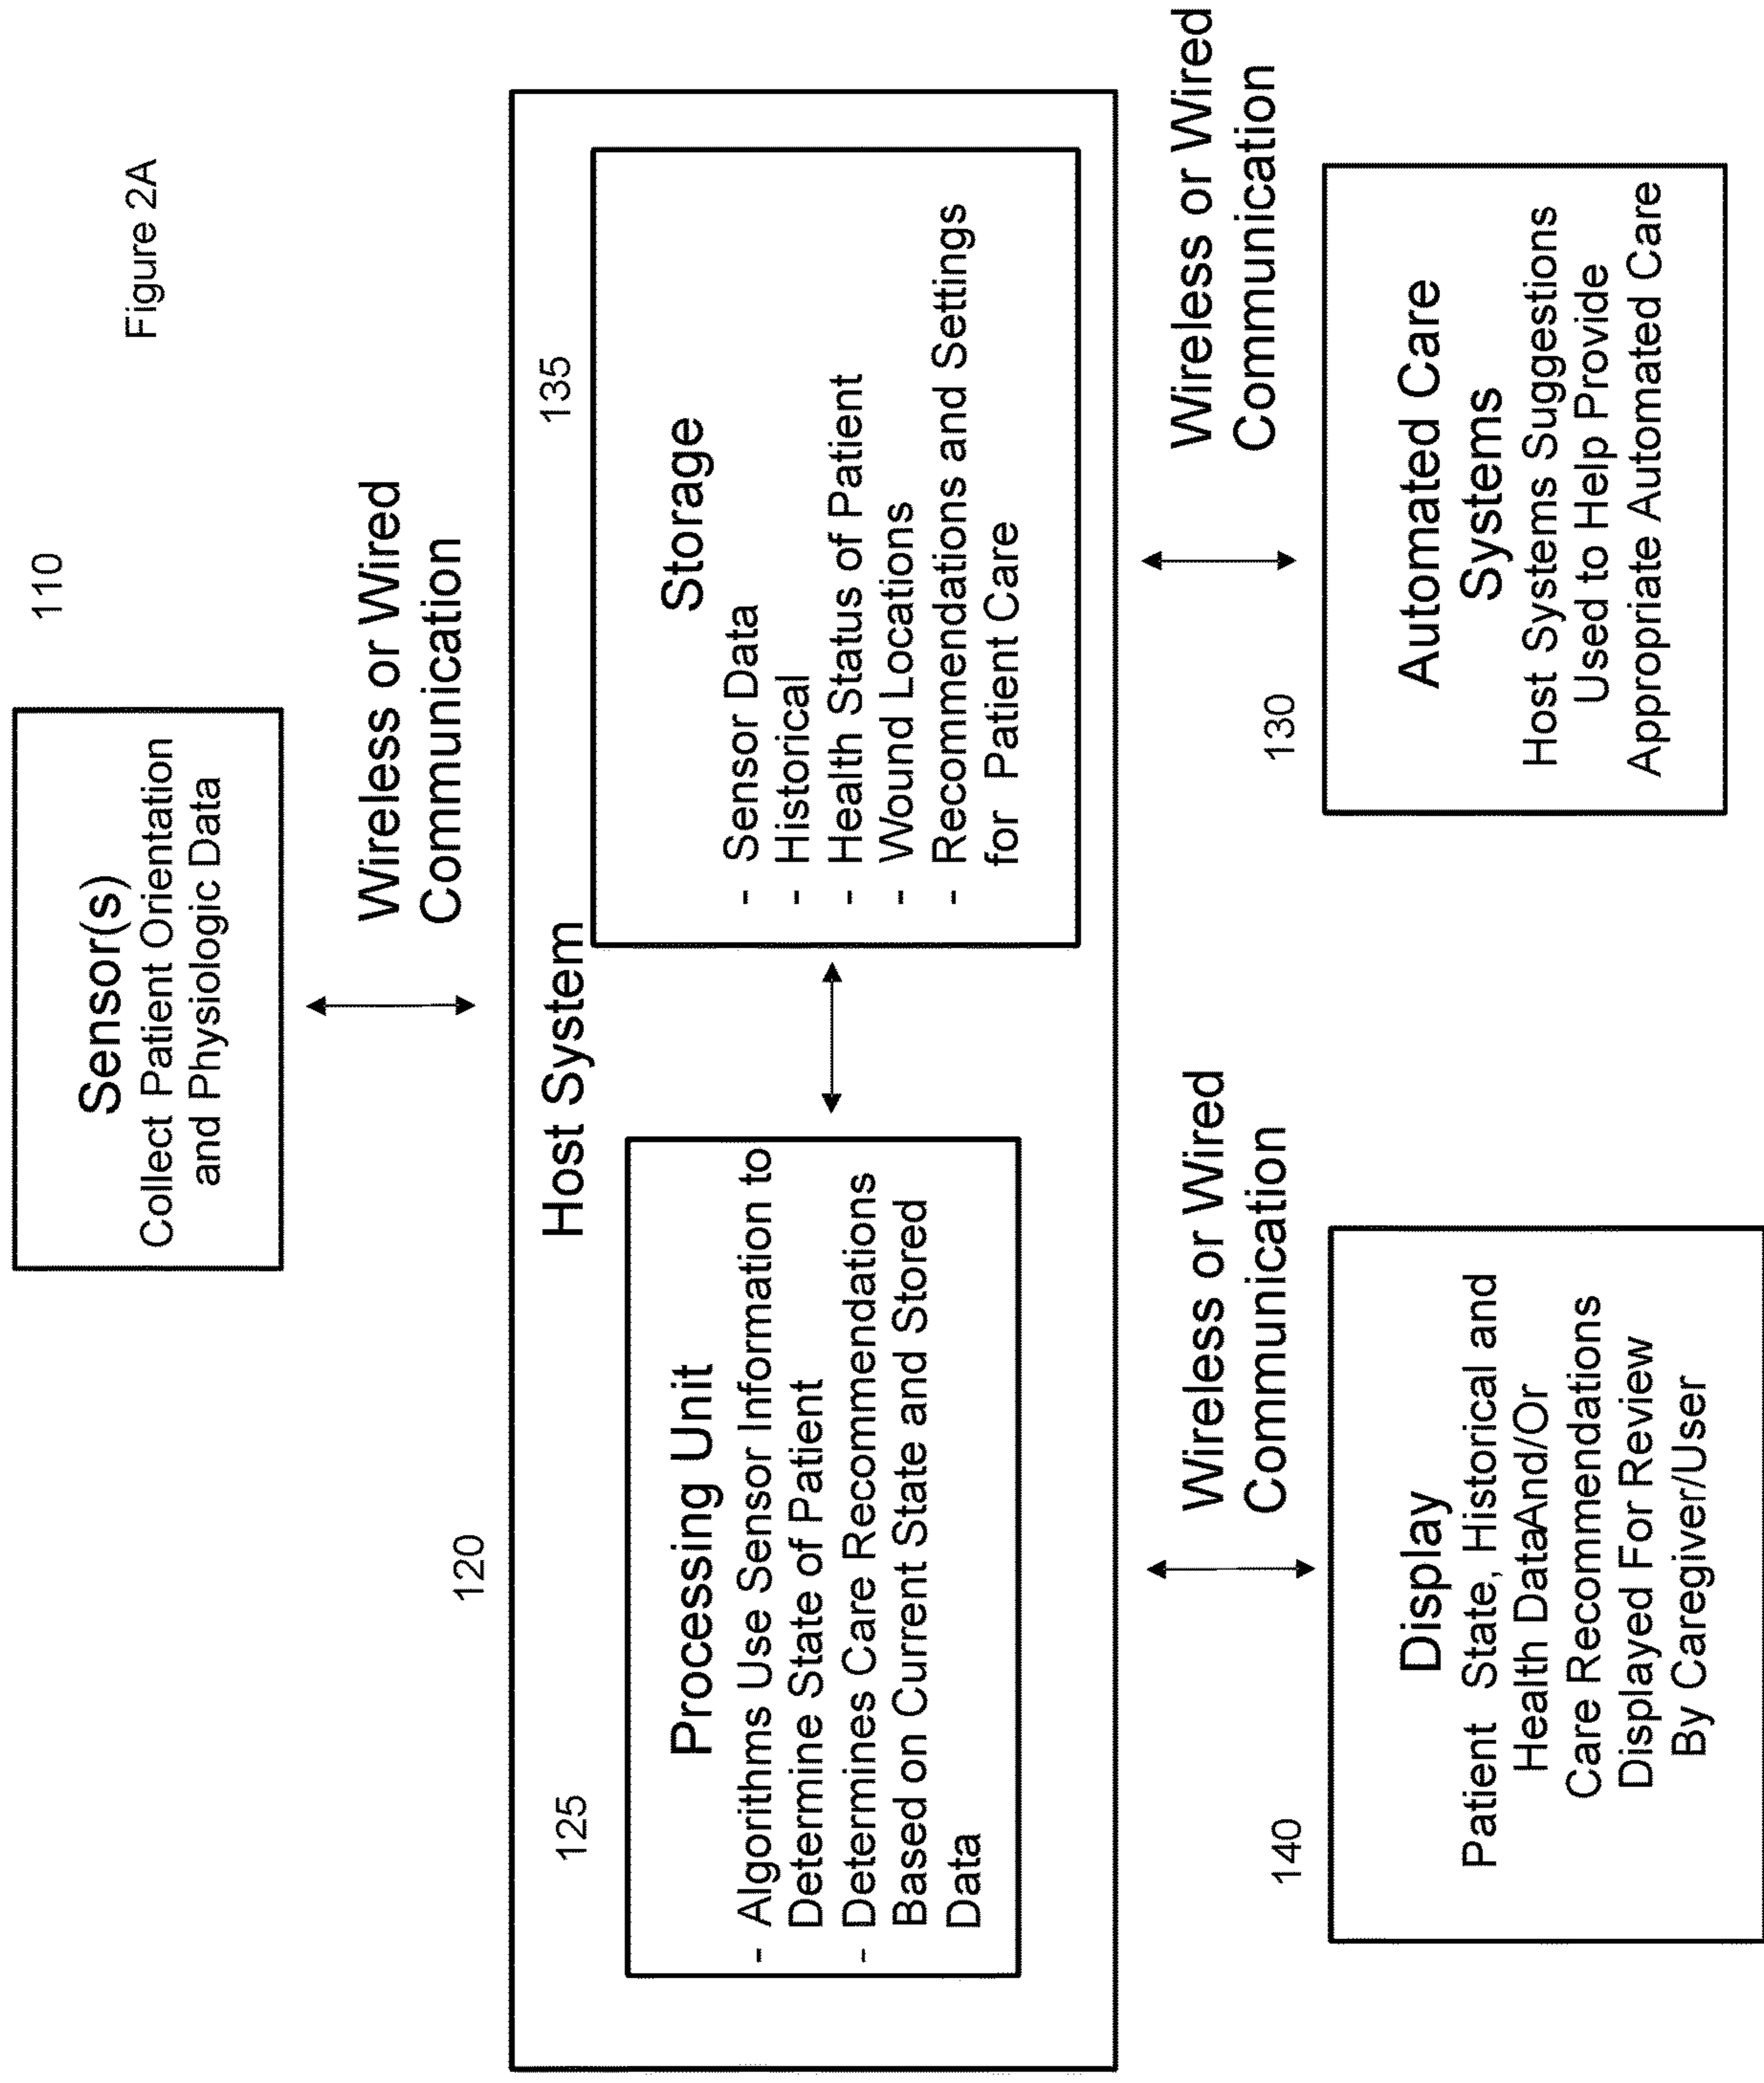 Figure 2A
110
Sensor(s)
Collect Patient Orientation
and Physiologic Data
Wireless or Wired
Communication
120
Host System
125
Processing Unit
- Algorithms Use Sensor Information to
Determine State of Patient
- Determines Care Recommendations
Based on Current State and Stored
Data
135
Storage
- Sensor Data
- Historical
- Health Status of Patient
- Wound Locations
- Recommendations and Settings
for Patient Care
Wireless or Wired
Communication
Wireless or Wired
Communication
140
Display
Patient State, Historical and
Health DataAnd/Or
Care Recommendations
Displayed For Review
By Caregiver/User
130
Automated Care
Systems
Host Systems Suggestions
Used to Help Provide
Appropriate Automated Care